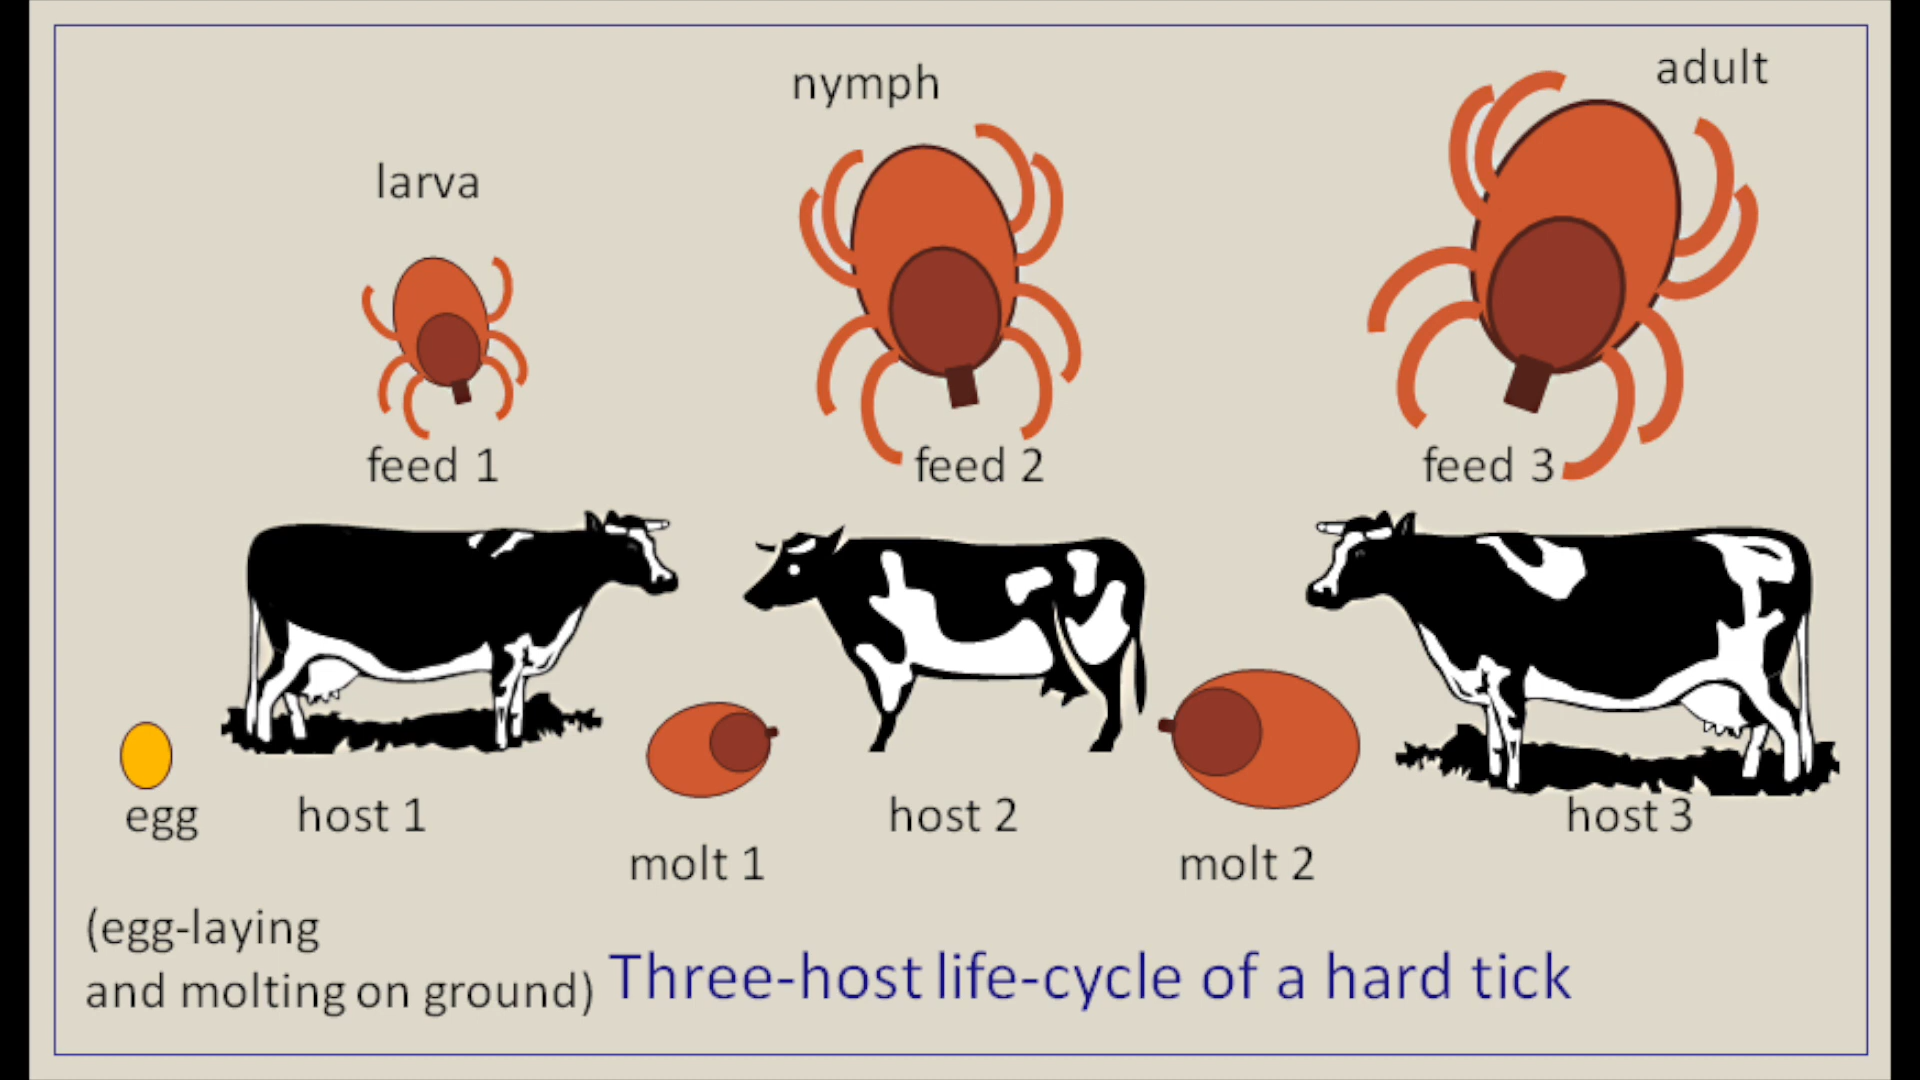 nymph
adult
larva
feed 1
feed 2
feed 3
egg
host 1
host 2
host 3
molt 1
molt 2
(egg-laying
and molting on ground)
Three-host life-cycle of a hard tick